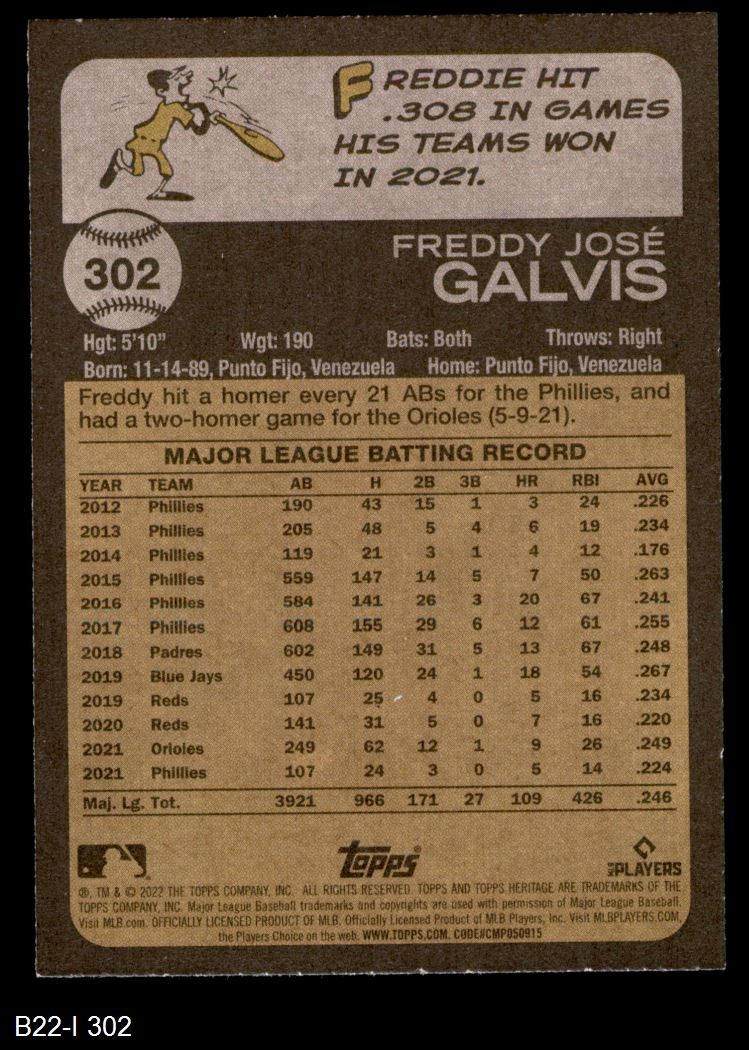 FREDDIE HIT
.308 IN GAMES
HIS TEAMS WON
IN 2021.
302
FREDDY JOSÉ
GALVIS
Hgt: 5'10" Wgt: 190 Bats: Both Throws: Right
Born: 11-14-89, Punto Fijo, Venezuela Home: Punto Fijo, Venezuela
Freddy hit a homer every 21 ABs for the Phillies, and
had a two-homer game for the Orioles (5-9-21).
MAJOR LEAGUE BATTING RECORD
YEAR TEAM AB H 2B 3B HR RBI AVG
2012 Phillies 190 43 15 1 3 24 .226
2013 Phillies 205 48 5 4 6 19 .234
2014 Phillies 119 21 3 1 4 12 .176
2015 Phillies 559 147 14 5 7 50 .263
2016 Phillies 584 141 26 3 20 67 .241
2017 Phillies 608 155 29 6 12 61 .255
2018 Padres 602 149 31 5 13 67 .248
2019 Blue Jays 450 120 24 1 18 54 .267
2019 Reds 107 25 4 0 5 16 .234
2020 Reds 141 31 5 0 7 16 .220
2021 Orioles 249 62 12 1 9 26 .249
2021 Phillies 107 24 3 0 5 14 .224
Maj. Lg. Tot. 3921 966 171 27 109 426 .246
Topps
MLB PLAYERS
®, TM & © 2022 THE TOPPS COMPANY, INC. ALL RIGHTS RESERVED. TOPPS AND TOPPS HERITAGE ARE TRADEMARKS OF THE
TOPPS COMPANY, INC. Major League Baseball trademarks and copyrights are used with permission of Major League Baseball.
Visit MLB.com. OFFICIALLY LICENSED PRODUCT OF MLB. Officially Licensed Product of MLB Players, Inc. Visit MLBPLAYERS.COM,
the Players Choice on the web. WWW.TOPPS.COM. CODE#CMP050915
B22-I 302